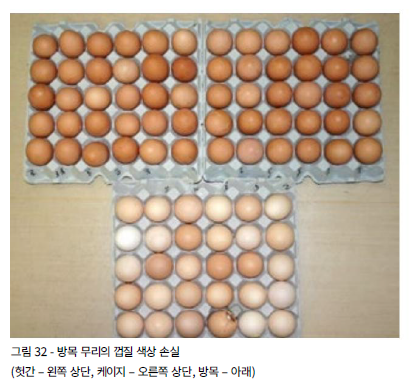 그림 32 - 방목 무리의 껍질 색상 손실
(헛간 – 왼쪽 상단, 케이지 – 오른쪽 상단, 방목 – 아래)